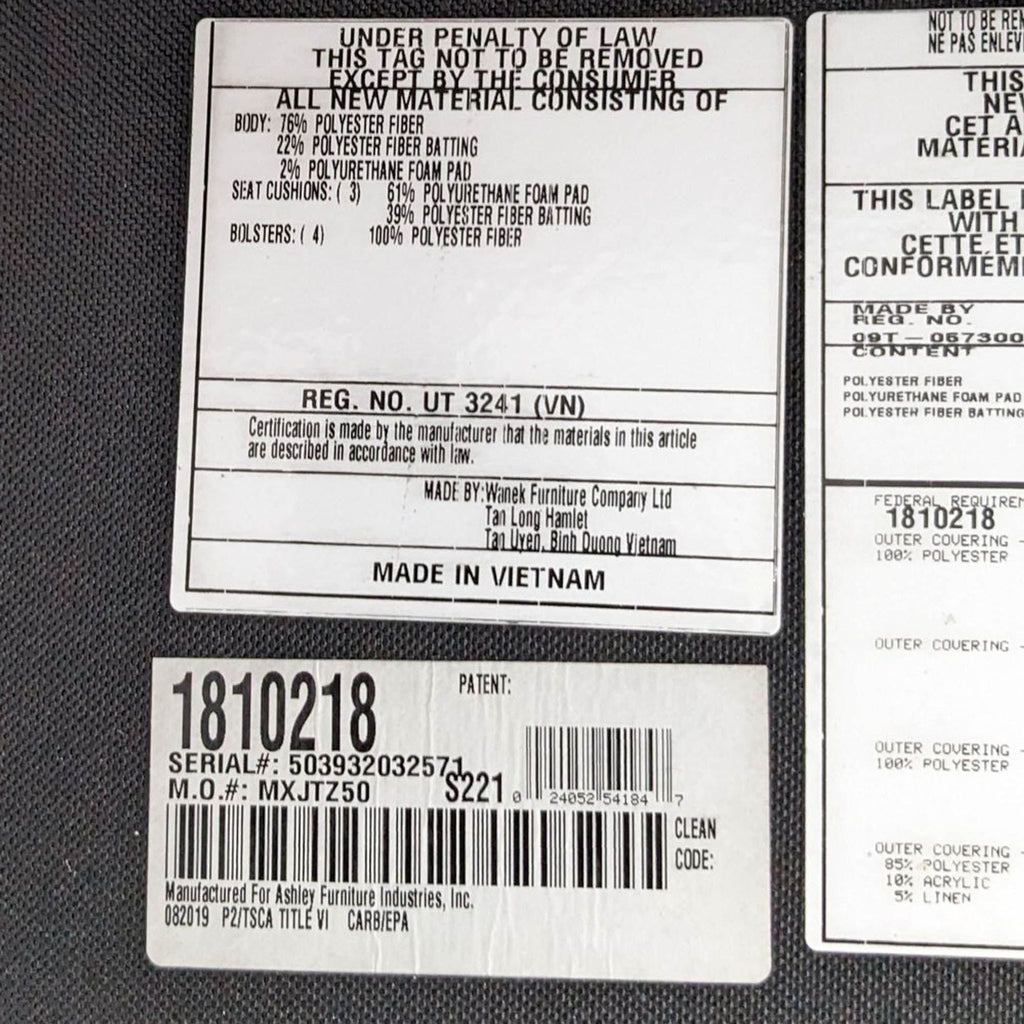 UNDER PENALTY OF LAW
THIS TAG NOT TO BE REMOVED
EXCEPT BY THE CONSUMER
ALL NEW MATERIAL CONSISTING OF
BODY: 76% POLYESTER FIBER
22% POLYESTER FIBER BATTING
2% POLYURETHANE FOAM PAD
SEAT CUSHIONS: ( 3) 61% POLYURETHANE FOAM PAD
39% POLYESTER FIBER BATTING
BOLSTERS: ( 4) 100% POLYESTER FIBER
REG. NO. UT 3241 (VN)
Certification is made by the manufacturer that the materials in this article
are described in accordance with law.
MADE BY:Wanek Furniture Company Ltd
Tan Long Hamlet
Tan Uyen, Binh Duong Vietnam
MADE IN VIETNAM
1810218
PATENT:
SERIAL#: 503932032571
M.O.#: MXJTZ50
S221
0 24052 54184 7
CLEAN
CODE:
Manufactured For Ashley Furniture Industries, Inc.
082019 P2/TSCA TITLE VI CARB/EPA
NOT TO BE
NE PAS
THIS
CET
THIS LABEL
WITH
CETTE
MADE BY
REG. NO.
09T - 057300
CONTENT
POLYESTER FIBER
POLYURETHANE FOAM PAD
POLYESTER FIBER BATTING
FEDERAL
1810218
OUTER COVERING -
100% POLYESTER
OUTER COVERING -
OUTER COVERING -
100% POLYESTER
OUTER COVERING -
85% POLYESTER
10% ACRYLIC
5% LINEN